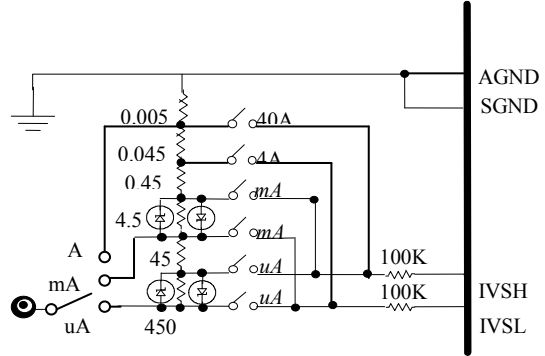 AGND
SGND
0.005
40A
0.045
4A
0.45
mA
4.5
mA
A
45
uA
100K
mA
IVSH
uA
100K
uA
450
IVSL